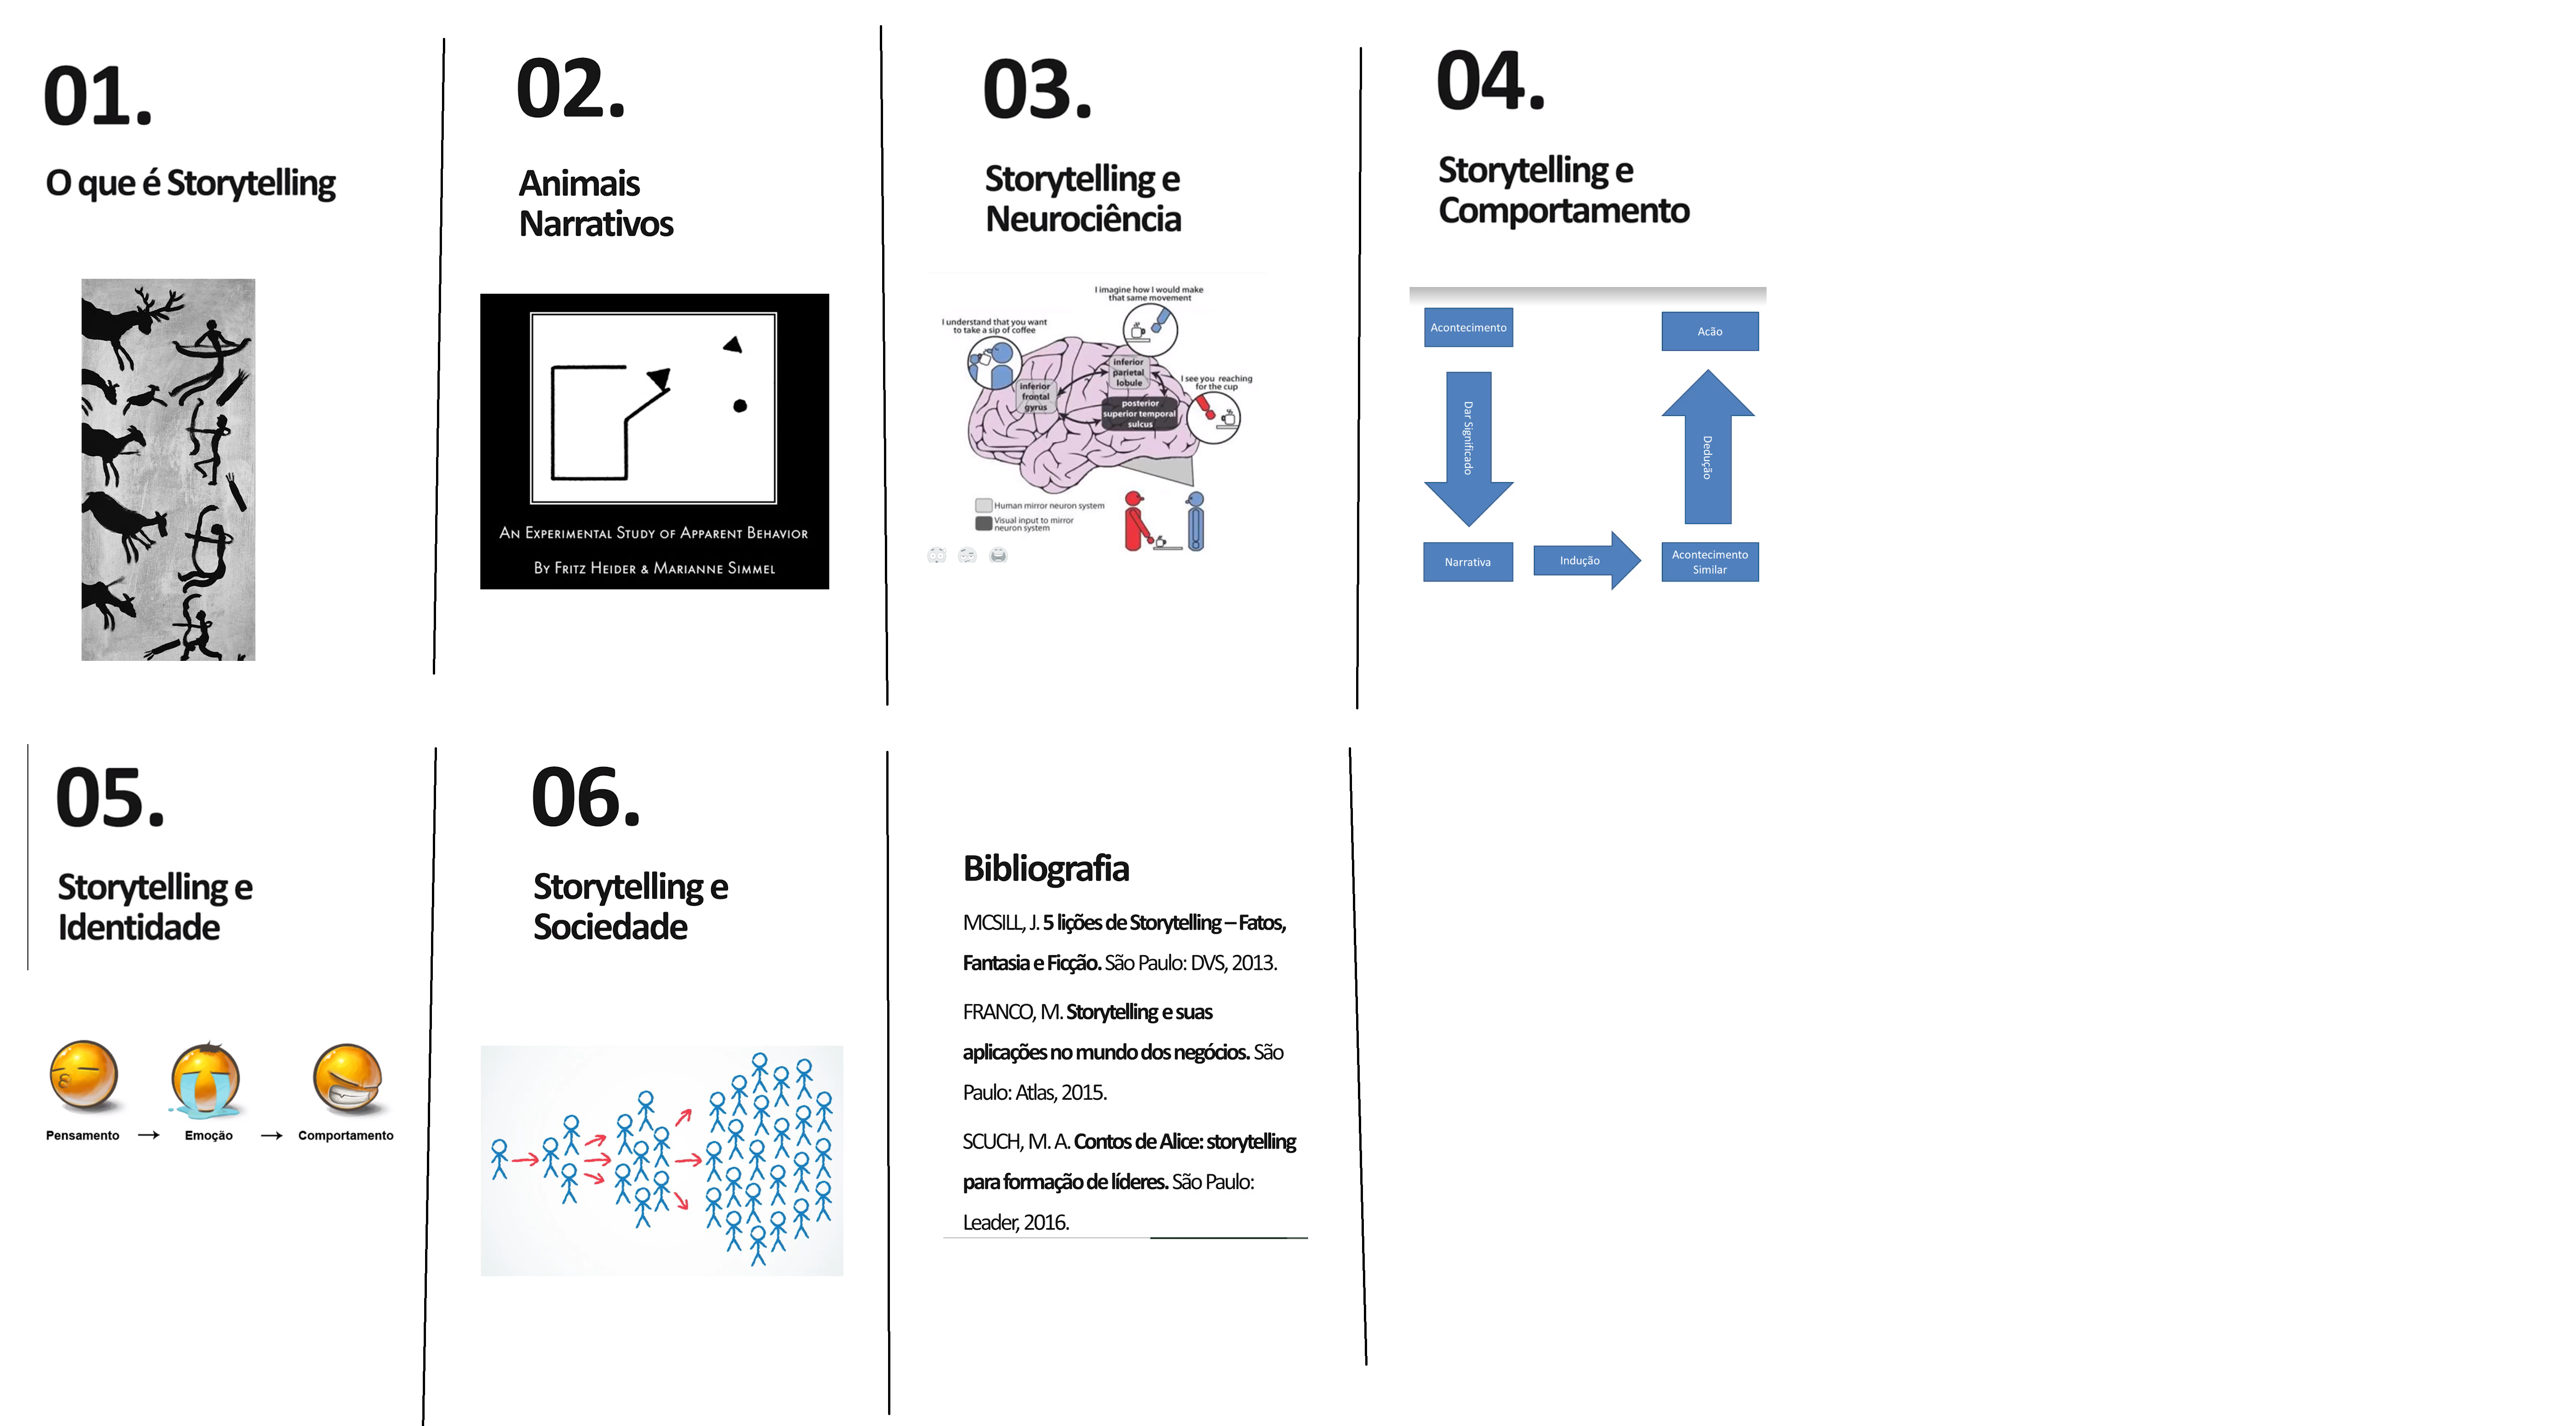 01.
O que é Storytelling
02.
Animais
Narrativos
AN EXPERIMENTAL STUDY OF APPARENT BEHAVIOR
BY FRITZ HEIDER & MARIANNE SIMMEL
03.
Storytelling e
Neurociência
I imagine how I would make
that same movement
I understand that you want
to take a sip of coffee
inferior
parietal
lobule
I see you reaching
for the cup
inferior
frontal
gyrus
posterior
superior temporal
sulcus
Human mirror neuron system
Visual input to mirror
neuron system
04.
Storytelling e
Comportamento
Acontecimento
Acão
Dar Significado
Dedução
Narrativa
Indução
Acontecimento
Similar
05.
Storytelling e
Identidade
Pensamento → Emoção → Comportamento
06.
Storytelling e
Sociedade
Bibliografia
MCSILL, J. 5 lições de Storytelling – Fatos,
Fantasia e Ficção. São Paulo: DVS, 2013.
FRANCO, M. Storytelling e suas
aplicações no mundo dos negócios. São
Paulo: Atlas, 2015.
SCUCH, M. A. Contos de Alice: storytelling
para formação de líderes. São Paulo:
Leader, 2016.